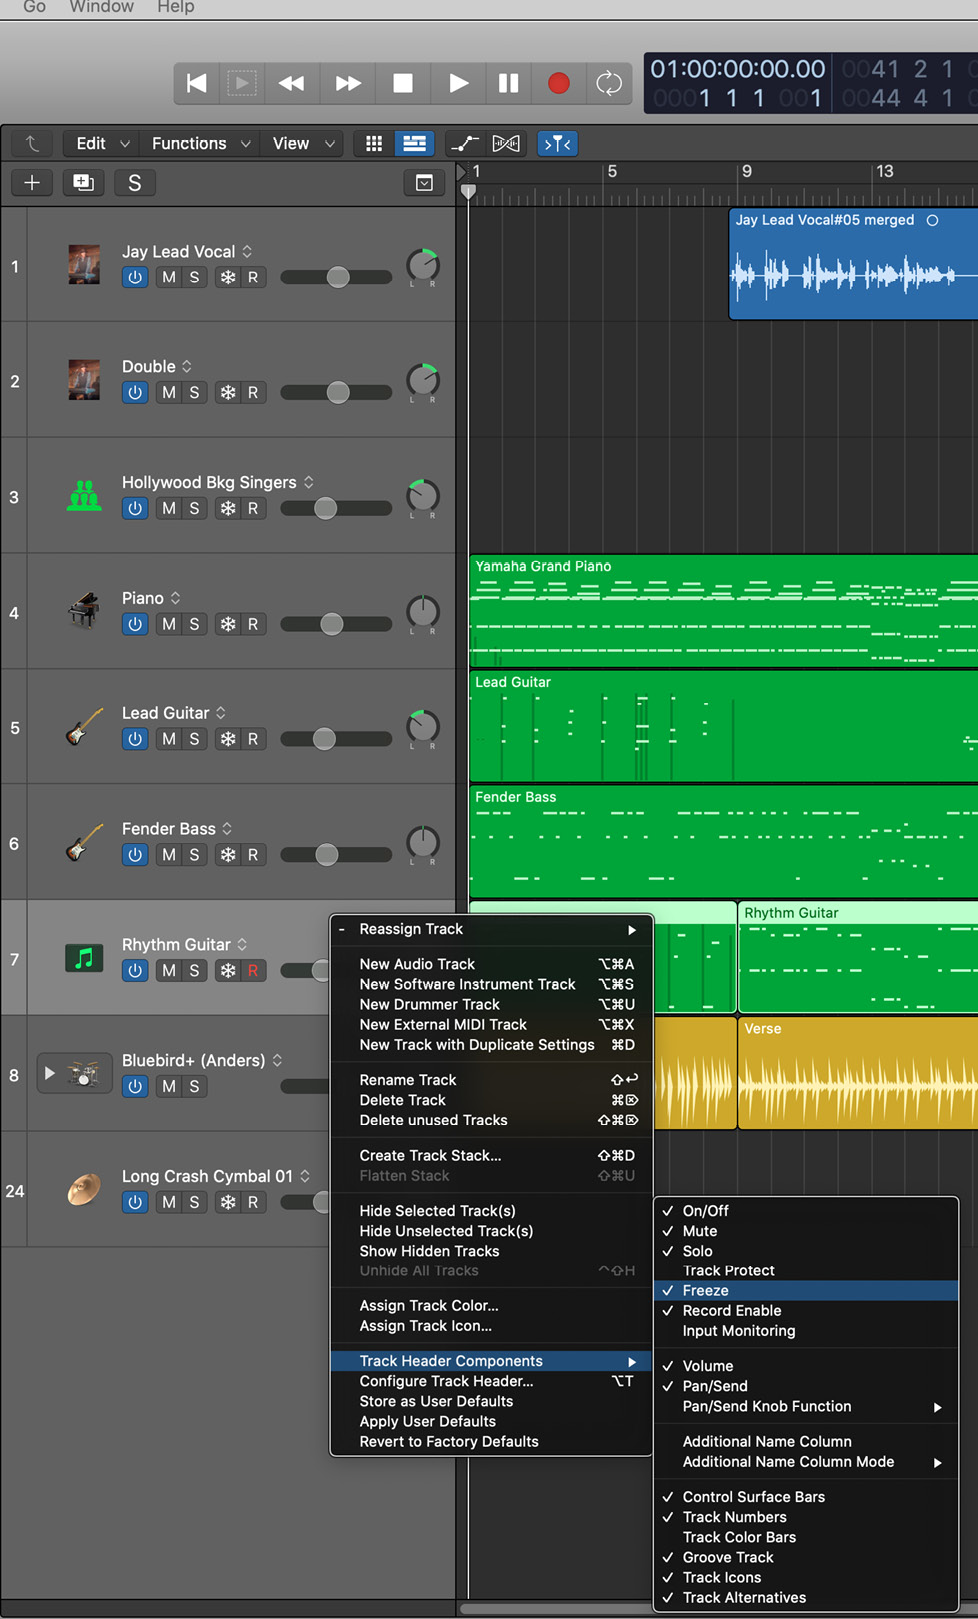 Go Window Help
01:00:00:00.00 0041 2 1
0001 1 1 001 0044 4 1
Edit Functions View
S
1 5 9 13
Jay Lead Vocal#05 merged
1 Jay Lead Vocal
M S R L R
2 Double
M S R L R
3 Hollywood Bkg Singers
M S R L R
Yamaha Grand Piano
4 Piano
M S R L R
Lead Guitar
5 Lead Guitar
M S R L R
Fender Bass
6 Fender Bass
M S R L R
Rhythm Guitar
7 Rhythm Guitar
M S R
Verse
8 Bluebird+ (Anders)
M S
24 Long Crash Cymbal 01
M S R
- Reassign Track
New Audio Track ⌥⌘A
New Software Instrument Track ⌥⌘S
New Drummer Track ⌥⌘U
New External MIDI Track ⌥⌘X
New Track with Duplicate Settings ⌘D
Rename Track ⇧↩
Delete Track ⌘⌦
Delete unused Tracks ⇧⌘⌦
Create Track Stack... ⇧⌘D
Flatten Stack ⇧⌘U
Hide Selected Track(s)
Hide Unselected Track(s)
Show Hidden Tracks
Unhide All Tracks ^⇧H
Assign Track Color...
Assign Track Icon...
Track Header Components
Configure Track Header... ⌥T
Store as User Defaults
Apply User Defaults
Revert to Factory Defaults
✓ On/Off
✓ Mute
✓ Solo
Track Protect
✓ Freeze
✓ Record Enable
Input Monitoring
✓ Volume
✓ Pan/Send
Pan/Send Knob Function
Additional Name Column
Additional Name Column Mode
✓ Control Surface Bars
✓ Track Numbers
Track Color Bars
✓ Groove Track
✓ Track Icons
✓ Track Alternatives